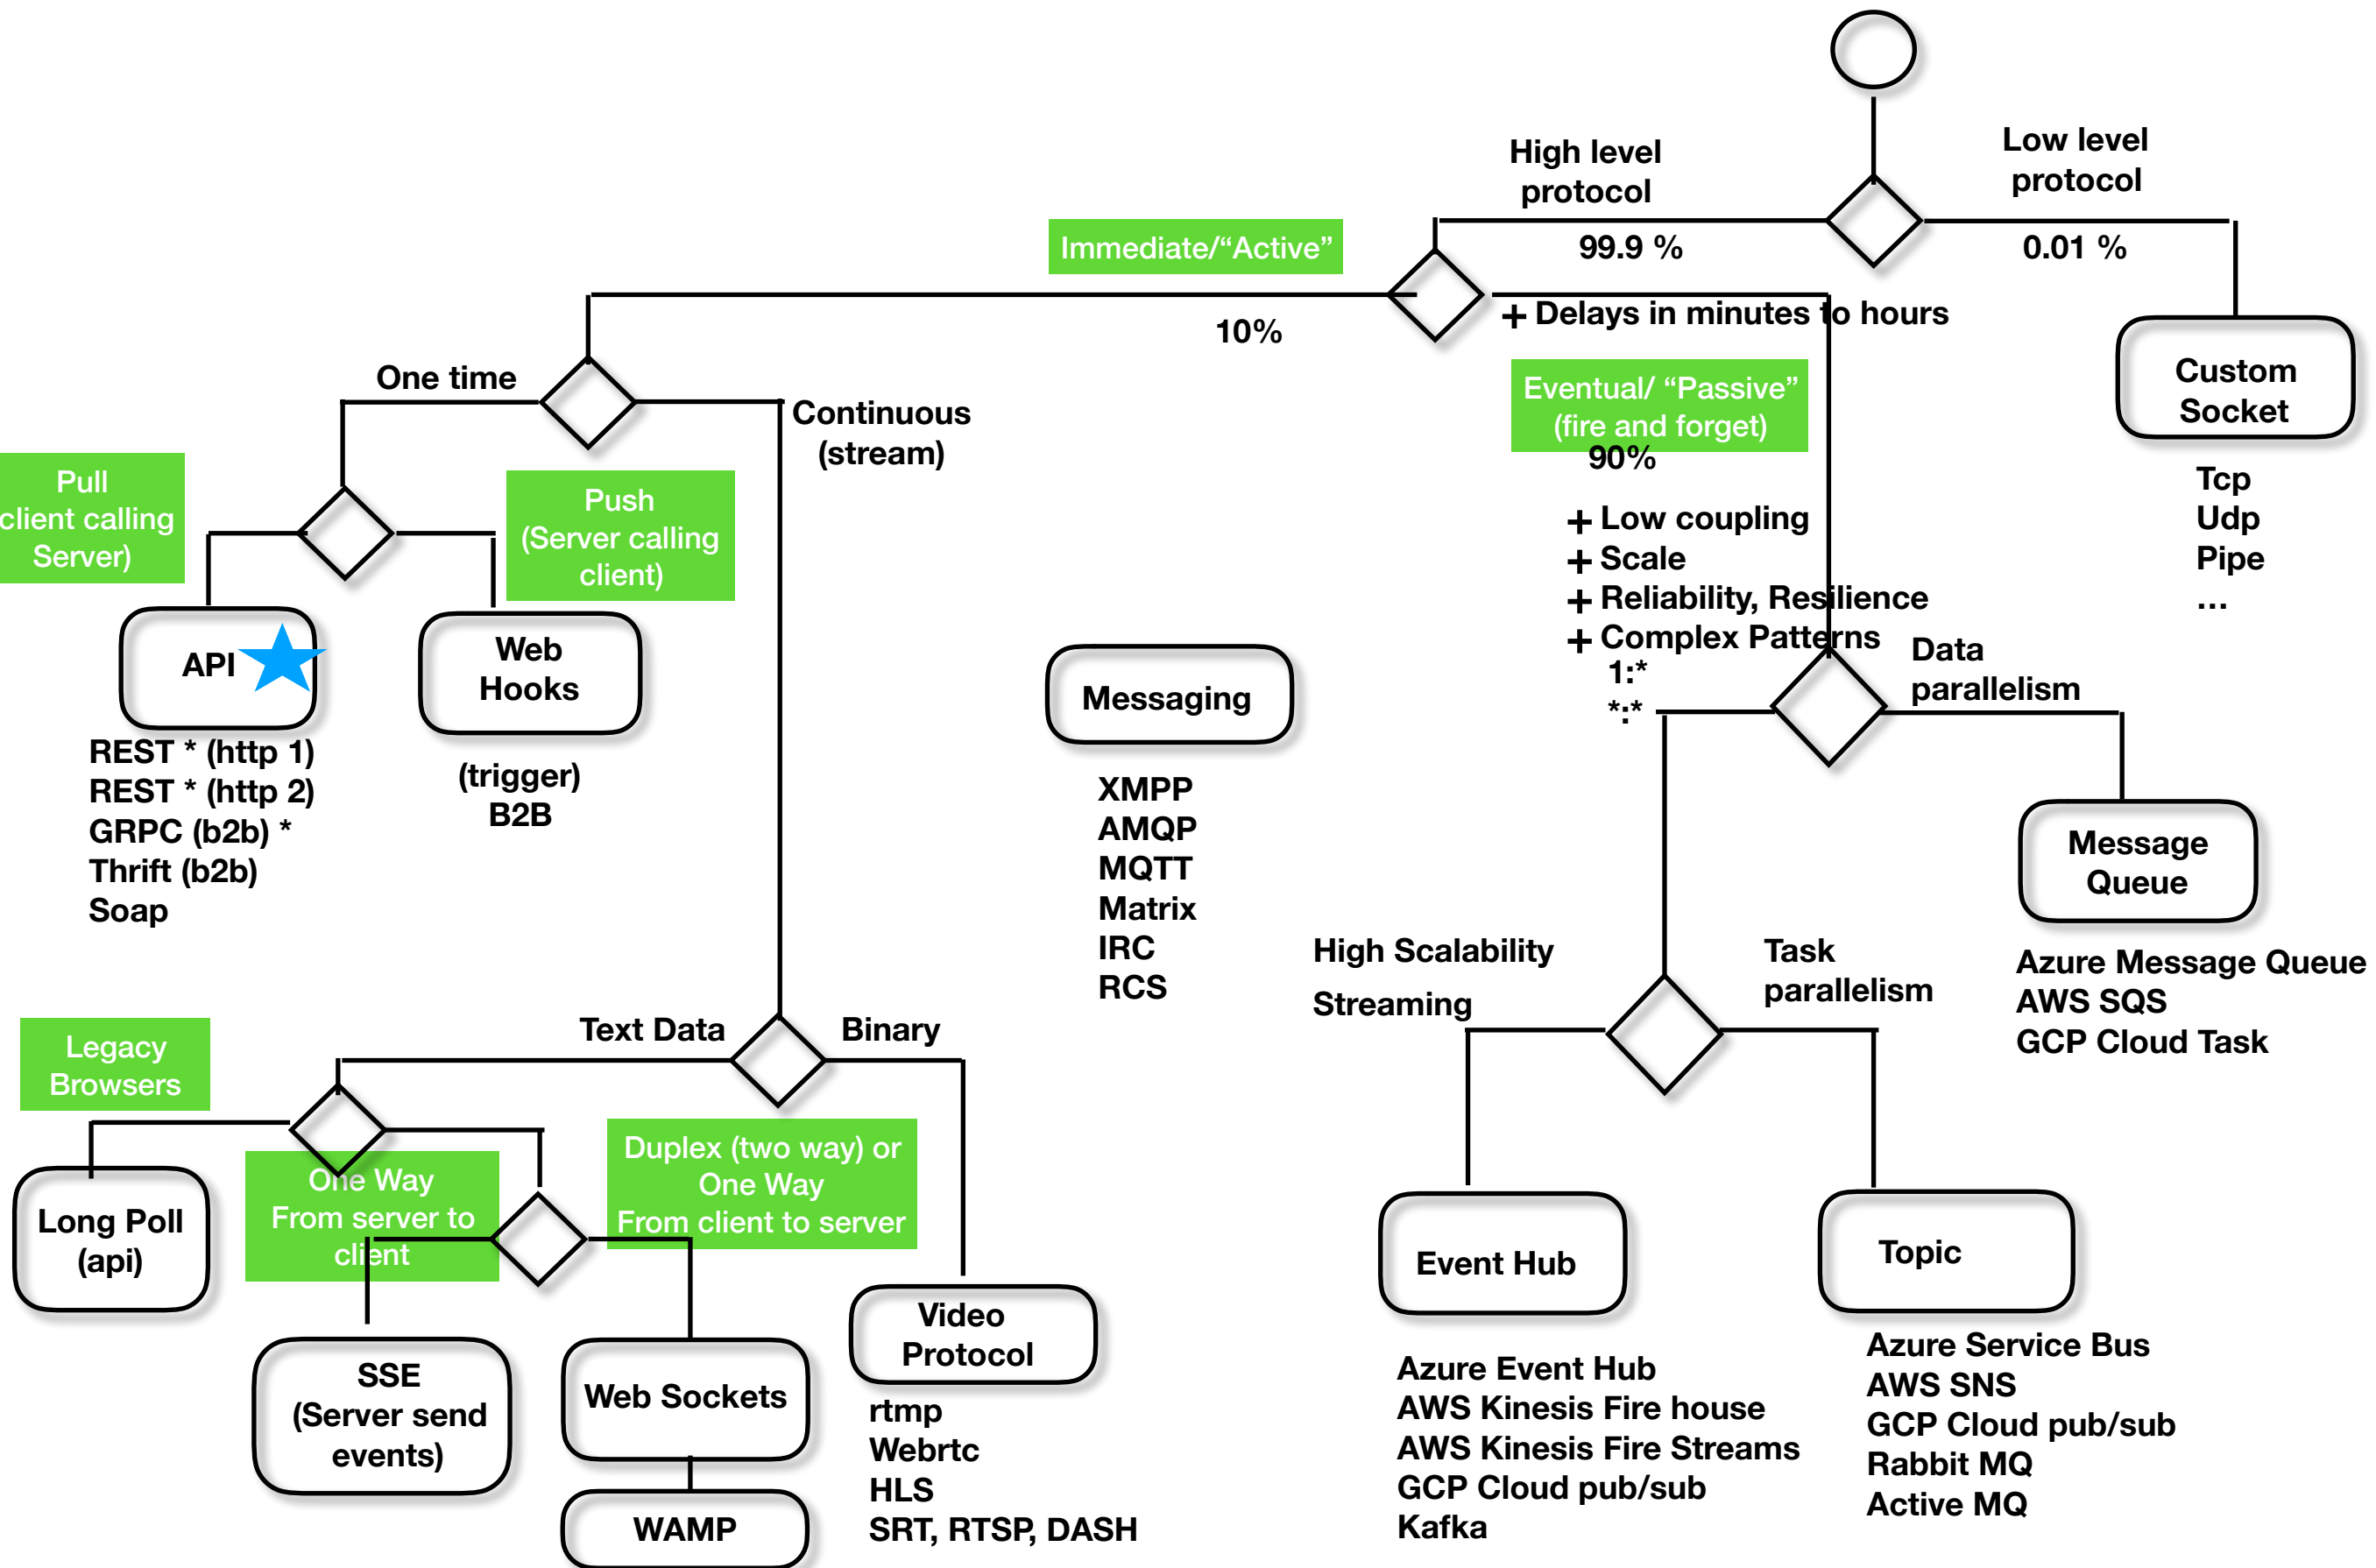 High level
protocol
Low level
protocol
99.9 %
0.01 %
Immediate/“Active”
10%
+ Delays in minutes to hours
Eventual/ “Passive”
(fire and forget)
90%
Custom
Socket
Tcp
Udp
Pipe
...
One time
Continuous
(stream)
Pull
client calling
Server)
Push
(Server calling
client)
+ Low coupling
+ Scale
+ Reliability, Resilience
+ Complex Patterns
1:*
*:*
Data
parallelism
API
Web
Hooks
Messaging
REST * (http 1)
REST * (http 2)
GRPC (b2b) *
Thrift (b2b)
Soap
(trigger)
B2B
XMPP
AMQP
MQTT
Matrix
IRC
RCS
Message
Queue
Azure Message Queue
AWS SQS
GCP Cloud Task
High Scalability
Streaming
Task
parallelism
Text Data
Binary
Legacy
Browsers
One Way
From server to
client
Duplex (two way) or
One Way
From client to server
Long Poll
(api)
SSE
(Server send
events)
Web Sockets
WAMP
Video
Protocol
rtmp
Webrtc
HLS
SRT, RTSP, DASH
Event Hub
Azure Event Hub
AWS Kinesis Fire house
AWS Kinesis Fire Streams
GCP Cloud pub/sub
Kafka
Topic
Azure Service Bus
AWS SNS
GCP Cloud pub/sub
Rabbit MQ
Active MQ